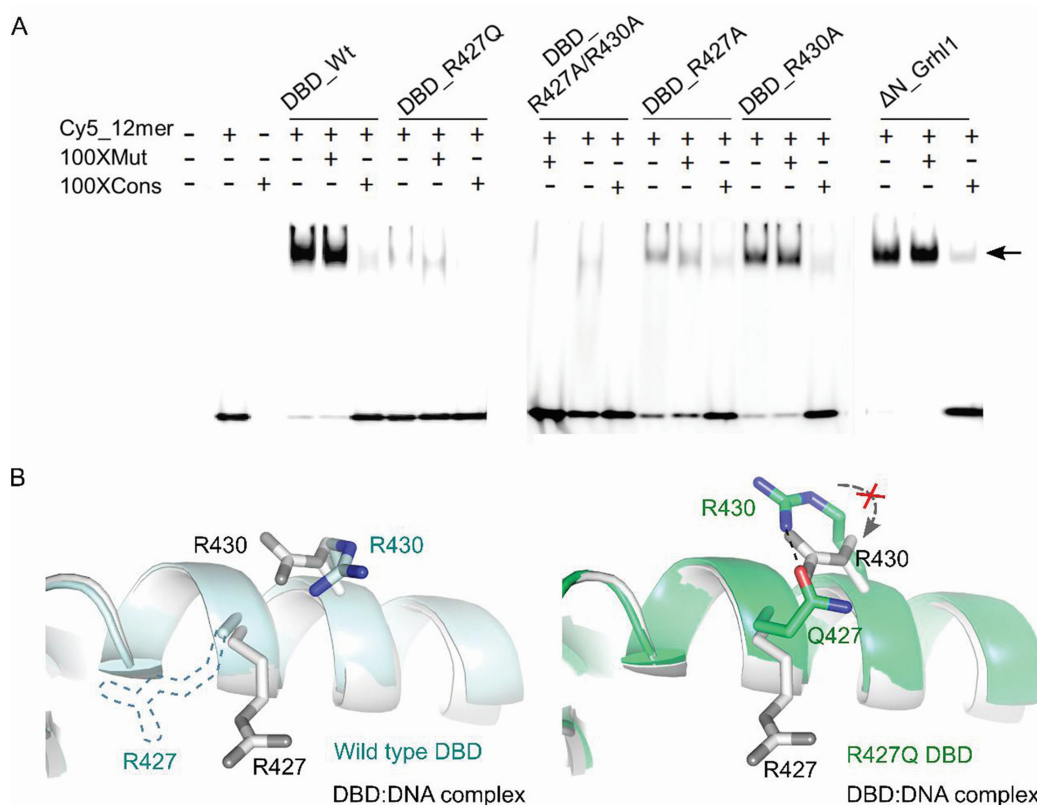 A
DBD_Wt
DBD_R427Q
DBD_
R427A/R430A
DBD_R427A
DBD_R430A
ΔN_Grhl1
Cy5_12mer - + - + + + + + + + + + + + + + + + + + +
100XMut - - - - + - - + - + - - - + - - + - - + -
100XCons - - + - - + - - + - - + - - + - - + - - +
B
R430
R430
R427
R427
Wild type DBD
DBD:DNA complex
R430
R430
Q427
R427
R427Q DBD
DBD:DNA complex